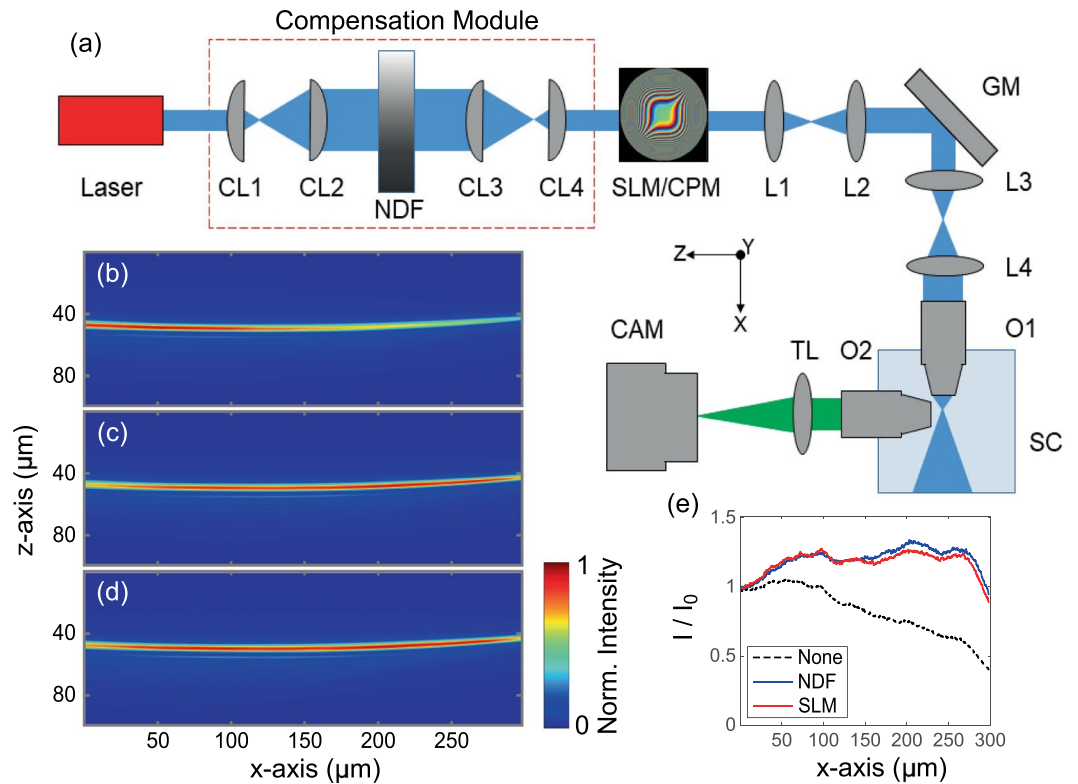 Compensation Module
(a)
GM
Laser
CL1
CL2
NDF
CL3
CL4
SLM/CPM
L1
L2
L3
L4
Z
Y
X
O1
CAM
TL
O2
SC
(b)
40
80
(c)
40
80
(d)
40
80
z-axis (μm)
50
100
150
200
250
x-axis (μm)
1
0
Norm. Intensity
(e)
1.5
1
0.5
0
I / I0
None
NDF
SLM
0
50
100
150
200
250
300
x-axis (μm)